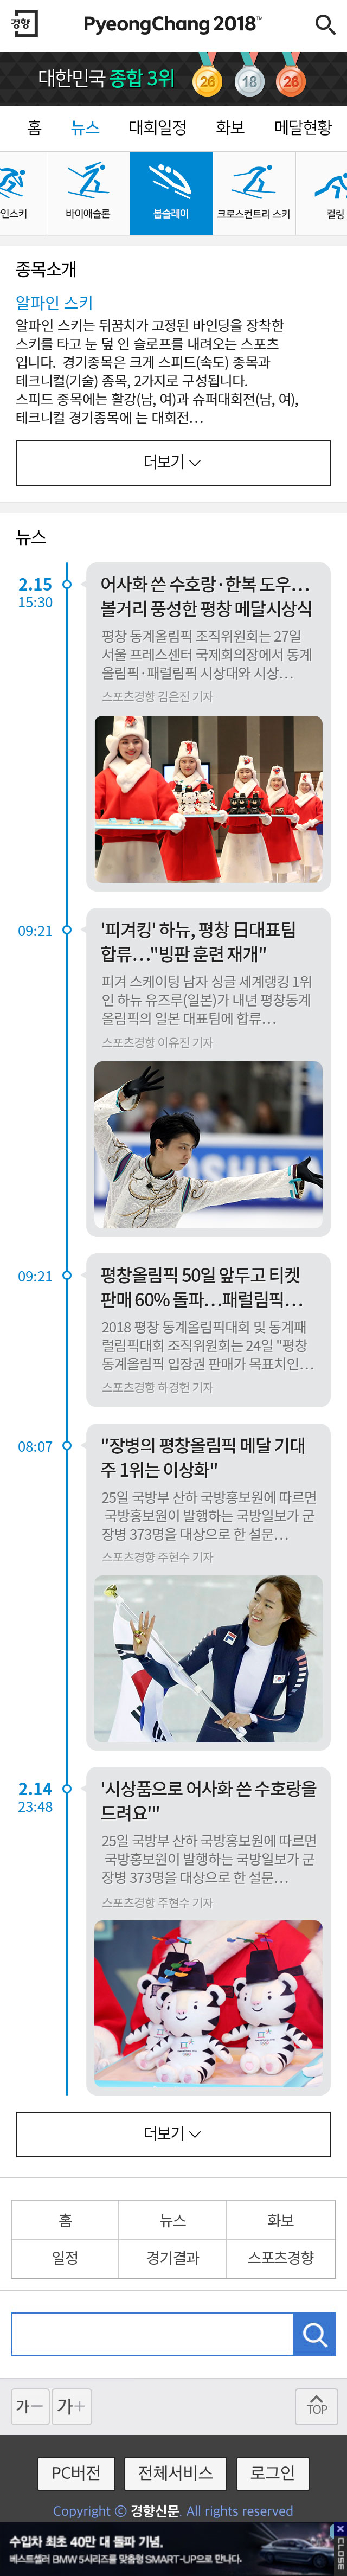 경향
PyeongChang 2018™
대한민국 종합 3위
26
18
26
홈
뉴스
대회일정
화보
메달현황
인스키
바이애슬론
봅슬레이
크로스컨트리 스키
컬링
종목소개
알파인 스키
알파인 스키는 뒤꿈치가 고정된 바인딩을 장착한
스키를 타고 눈 덮 인 슬로프를 내려오는 스포츠
입니다. 경기종목은 크게 스피드(속도) 종목과
테크니컬(기술) 종목, 2가지로 구성됩니다.
스피드 종목에는 활강(남, 여)과 슈퍼대회전(남, 여),
테크니컬 경기종목에 는 대회전...
더보기
뉴스
2.15
15:30
어사화 쓴 수호랑·한복 도우...
볼거리 풍성한 평창 메달시상식
평창 동계올림픽 조직위원회는 27일
서울 프레스센터 국제회의장에서 동계
올림픽·패럴림픽 시상대와 시상...
스포츠경향 김은진 기자
09:21
'피겨킹' 하뉴, 평창 日대표팀
합류..."빙판 훈련 재개"
피겨 스케이팅 남자 싱글 세계랭킹 1위
인 하뉴 유즈루(일본)가 내년 평창동계
올림픽의 일본 대표팀에 합류...
스포츠경향 이유진 기자
09:21
평창올림픽 50일 앞두고 티켓
판매 60% 돌파...패럴림픽...
2018 평창 동계올림픽대회 및 동계패
럴림픽대회 조직위원회는 24일 "평창
동계올림픽 입장권 판매가 목표치인...
스포츠경향 하경헌 기자
08:07
"장병의 평창올림픽 메달 기대
주 1위는 이상화"
25일 국방부 산하 국방홍보원에 따르면
국방홍보원이 발행하는 국방일보가 군
장병 373명을 대상으로 한 설문...
스포츠경향 주현수 기자
2.14
23:48
'시상품으로 어사화 쓴 수호랑을
드려요'"
25일 국방부 산하 국방홍보원에 따르면
국방홍보원이 발행하는 국방일보가 군
장병 373명을 대상으로 한 설문...
스포츠경향 주현수 기자
더보기
홈
뉴스
화보
일정
경기결과
스포츠경향
가－
가＋
TOP
PC버전
전체서비스
로그인
Copyright ⓒ 경향신문. All rights reserved
수입차 최초 40만 대 돌파 기념.
베스트셀러 BMW 5시리즈를 맞춤형 SMART-UP으로 만나다.
CLOSE